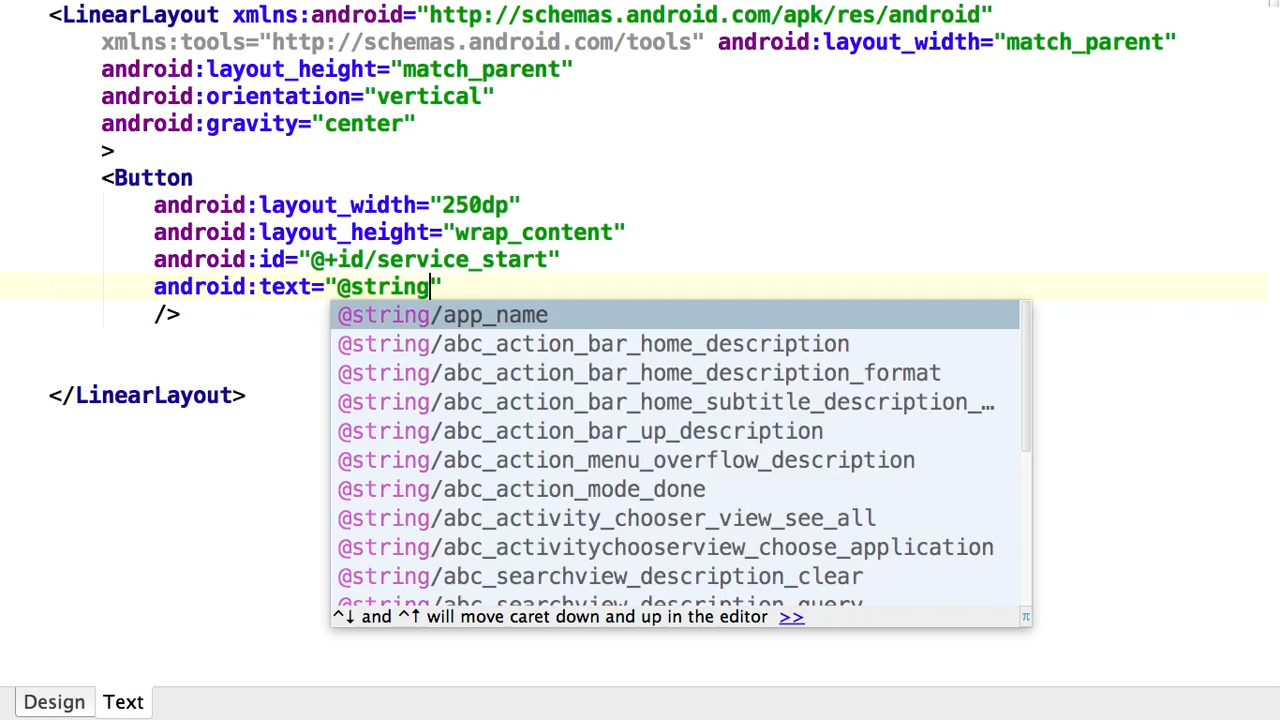 <LinearLayout xmlns:android="http://schemas.android.com/apk/res/android"
xmlns:tools="http://schemas.android.com/tools" android:layout_width="match_parent"
android:layout_height="match_parent"
android:orientation="vertical"
android:gravity="center"
>
<Button
android:layout_width="250dp"
android:layout_height="wrap_content"
android:id="@+id/service_start"
android:text="@string"
/>
@string/app_name
@string/abc_action_bar_home_description
@string/abc_action_bar_home_description_format
@string/abc_action_bar_home_subtitle_description_…
@string/abc_action_bar_up_description
@string/abc_action_menu_overflow_description
@string/abc_action_mode_done
@string/abc_activity_chooser_view_see_all
@string/abc_activitychooserview_choose_application
@string/abc_searchview_description_clear
@string/abc_searchview_description_query
^↓ and ^↑ will move caret down and up in the editor >> π
</LinearLayout>
Design Text